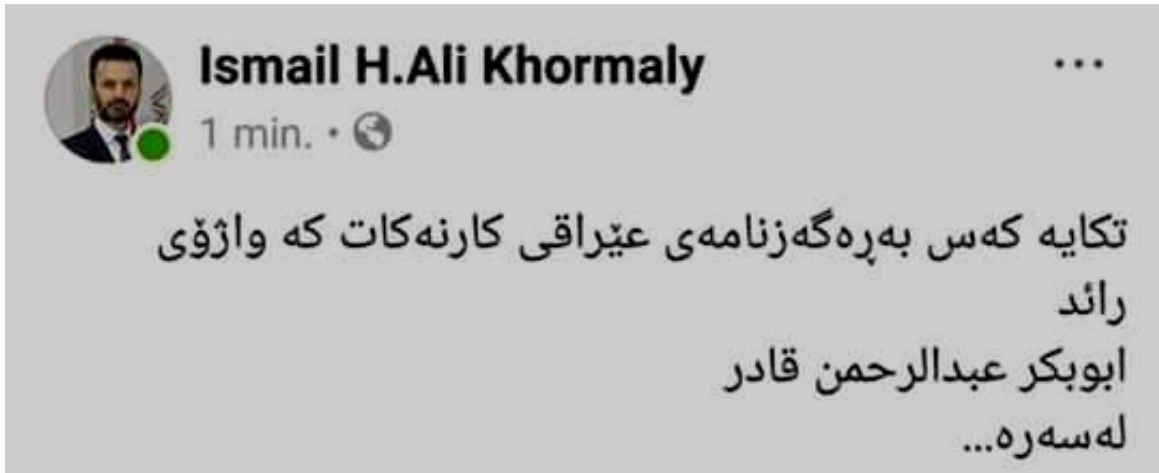 Ismail H.Ali Khormaly
1 min. •
تکایە کەس بەڕەگەزنامەی عێراقی کارنەکات کە واژۆی
رائد
ابوبکر عبدالرحمن قادر
لەسەرە...